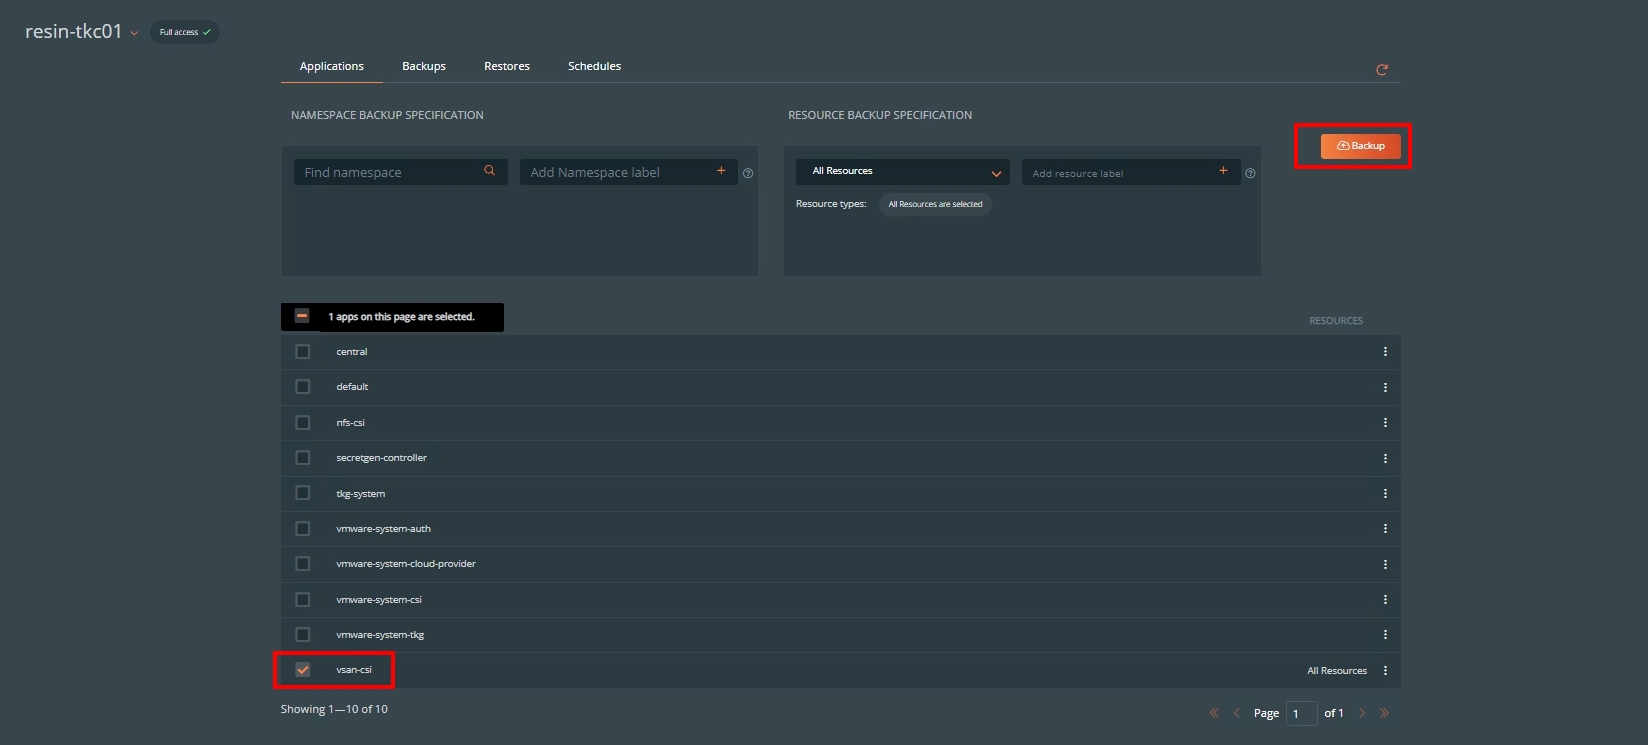 resin-tkc01 Full access
Applications Backups Restores Schedules
NAMESPACE BACKUP SPECIFICATION RESOURCE BACKUP SPECIFICATION
Backup
Find namespace Add Namespace label + All Resources Add resource label +
Resource types: All Resources are selected
1 apps on this page are selected. RESOURCES
central
default
nfs-csi
secretgen-controller
tkg-system
vmware-system-auth
vmware-system-cloud-provider
vmware-system-csi
vmware-system-tkg
vsan-csi All Resources
Showing 1—10 of 10 Page 1 of 1